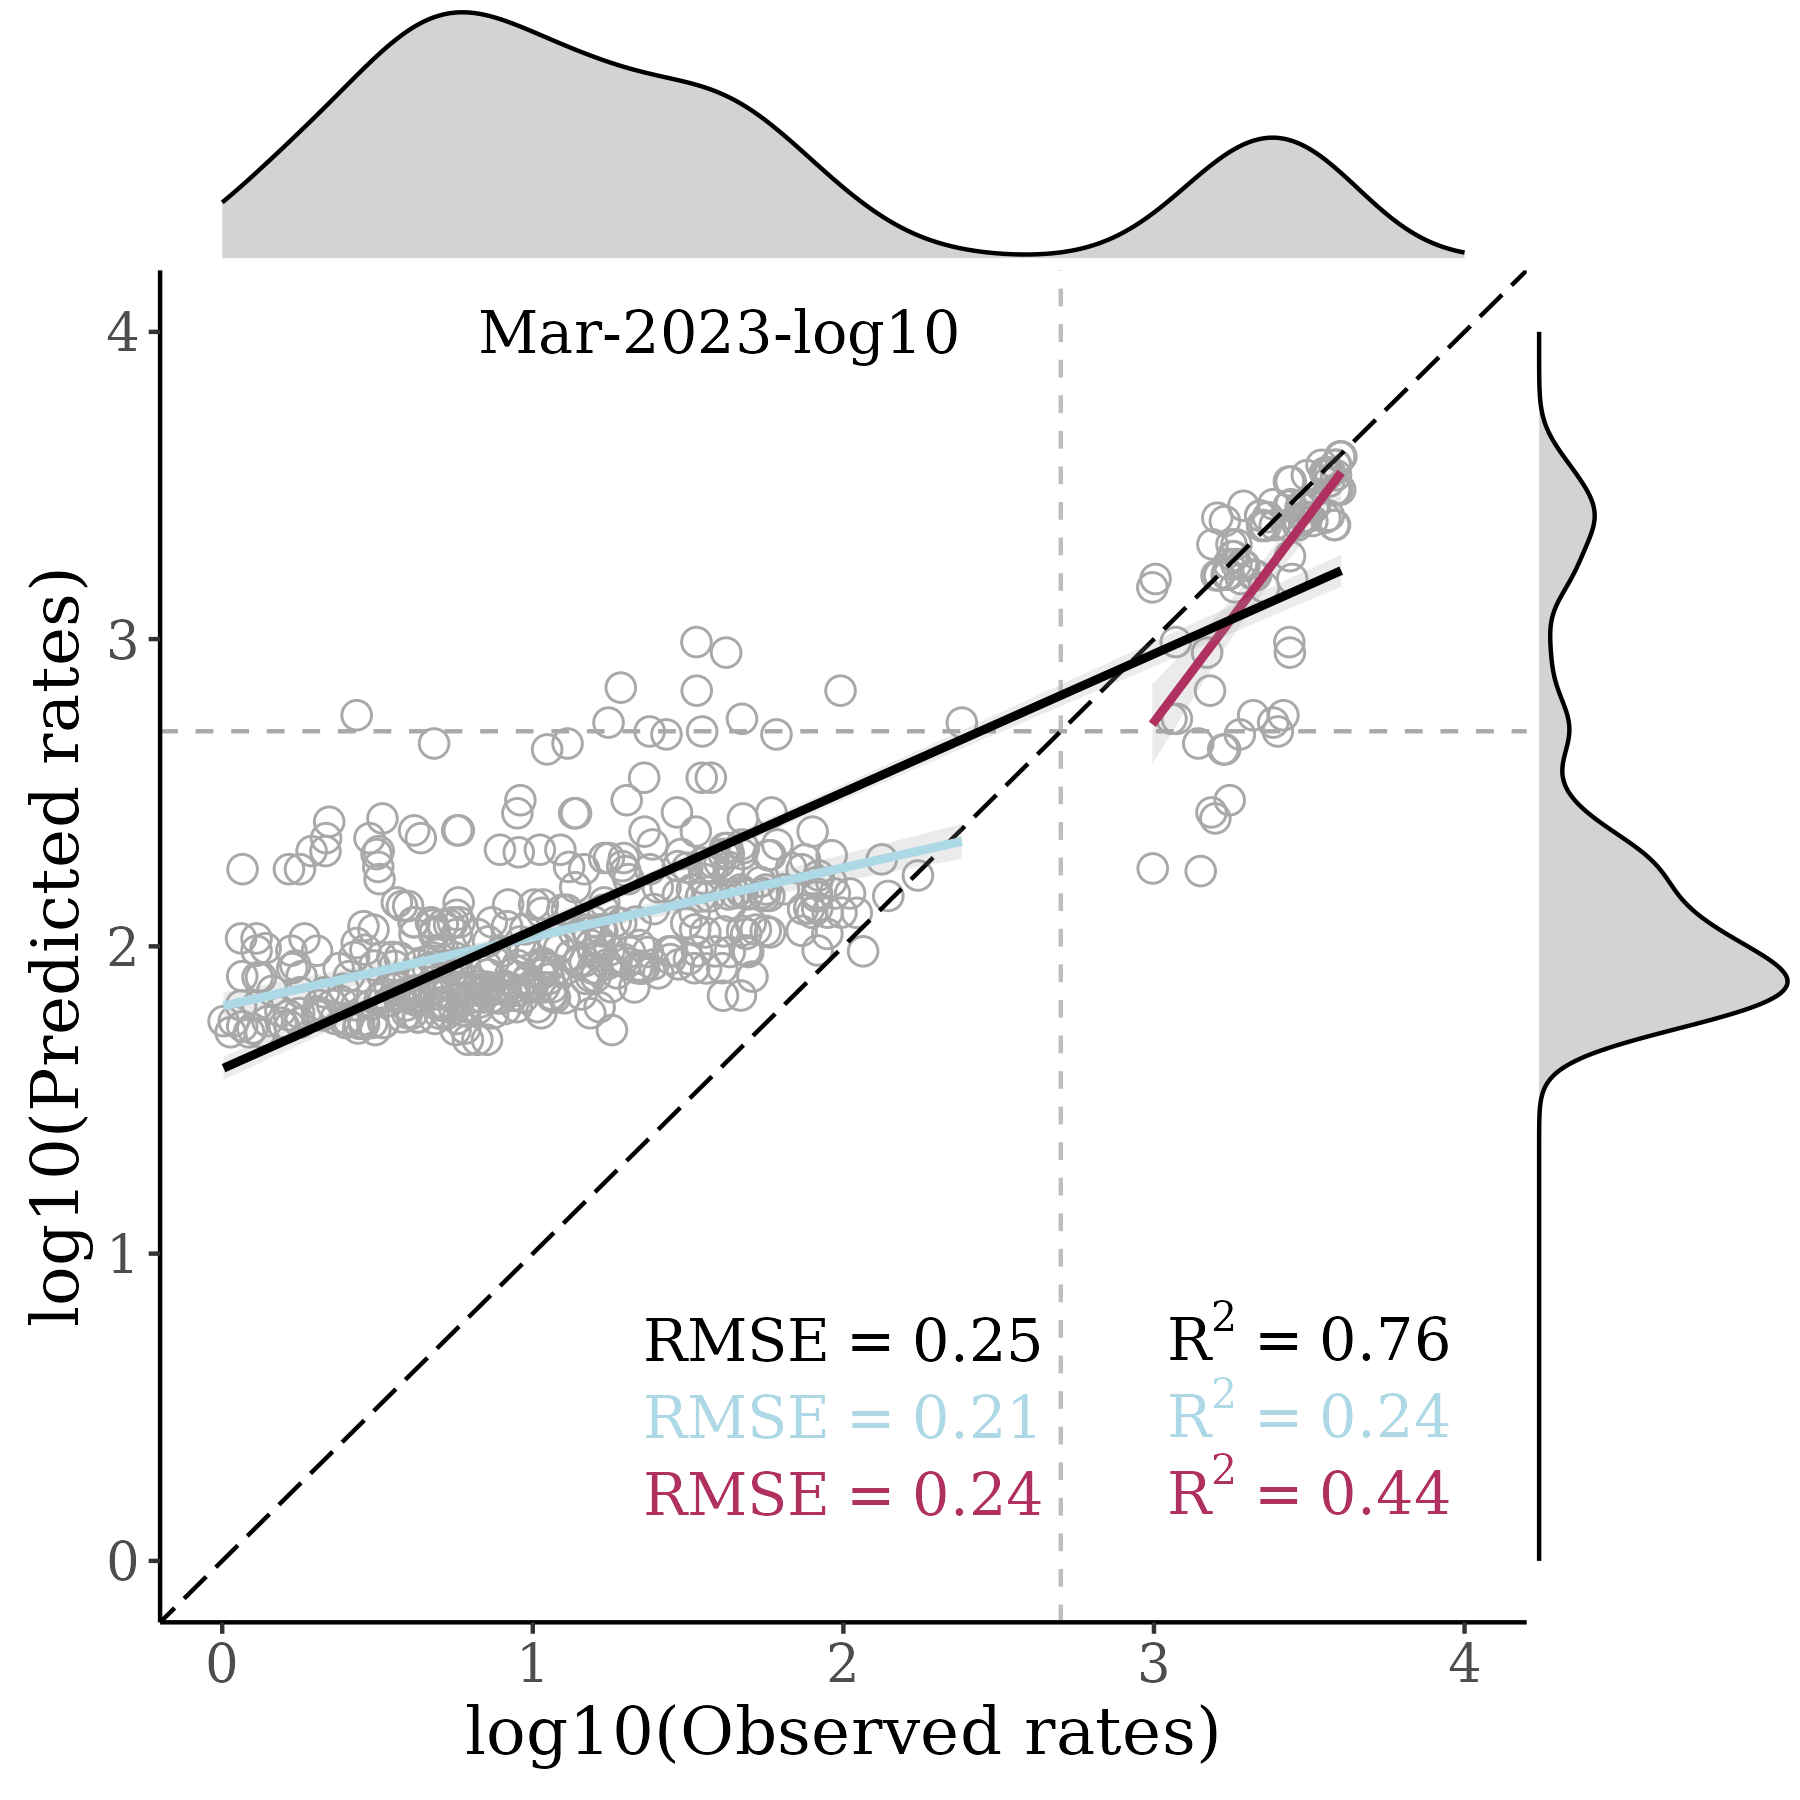 Mar-2023-log10
4
3
2
1
0
log10(Predicted rates)
RMSE = 0.25 R² = 0.76
RMSE = 0.21 R² = 0.24
RMSE = 0.24 R² = 0.44
0 1 2 3 4
log10(Observed rates)